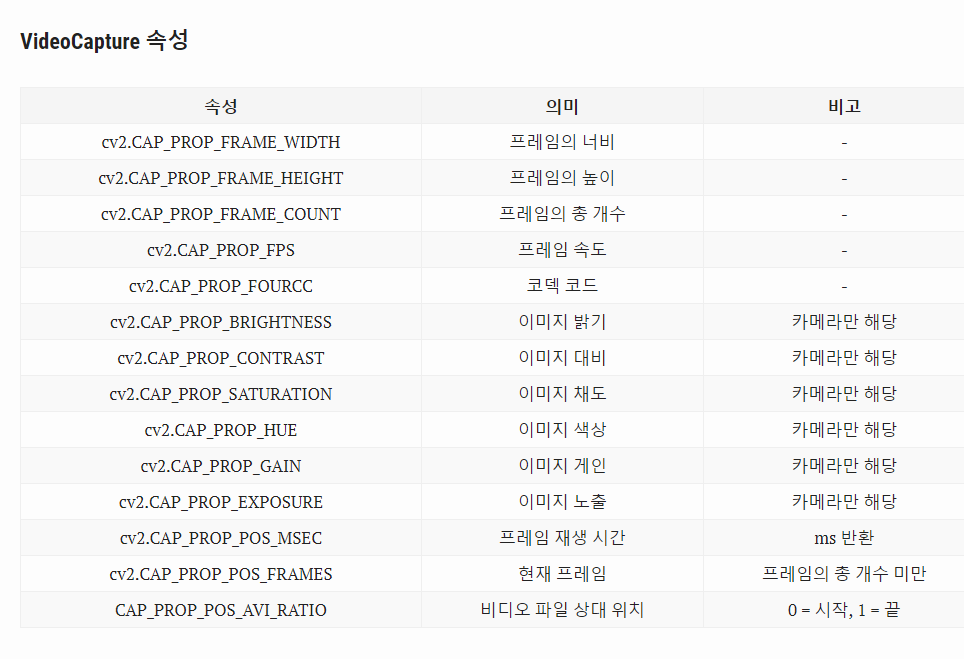 VideoCapture 속성
속성 의미 비고
cv2.CAP_PROP_FRAME_WIDTH 프레임의 너비 -
cv2.CAP_PROP_FRAME_HEIGHT 프레임의 높이 -
cv2.CAP_PROP_FRAME_COUNT 프레임의 총 개수 -
cv2.CAP_PROP_FPS 프레임 속도 -
cv2.CAP_PROP_FOURCC 코덱 코드 -
cv2.CAP_PROP_BRIGHTNESS 이미지 밝기 카메라만 해당
cv2.CAP_PROP_CONTRAST 이미지 대비 카메라만 해당
cv2.CAP_PROP_SATURATION 이미지 채도 카메라만 해당
cv2.CAP_PROP_HUE 이미지 색상 카메라만 해당
cv2.CAP_PROP_GAIN 이미지 게인 카메라만 해당
cv2.CAP_PROP_EXPOSURE 이미지 노출 카메라만 해당
cv2.CAP_PROP_POS_MSEC 프레임 재생 시간 ms 반환
cv2.CAP_PROP_POS_FRAMES 현재 프레임 프레임의 총 개수 미만
CAP_PROP_POS_AVI_RATIO 비디오 파일 상대 위치 0 = 시작, 1 = 끝